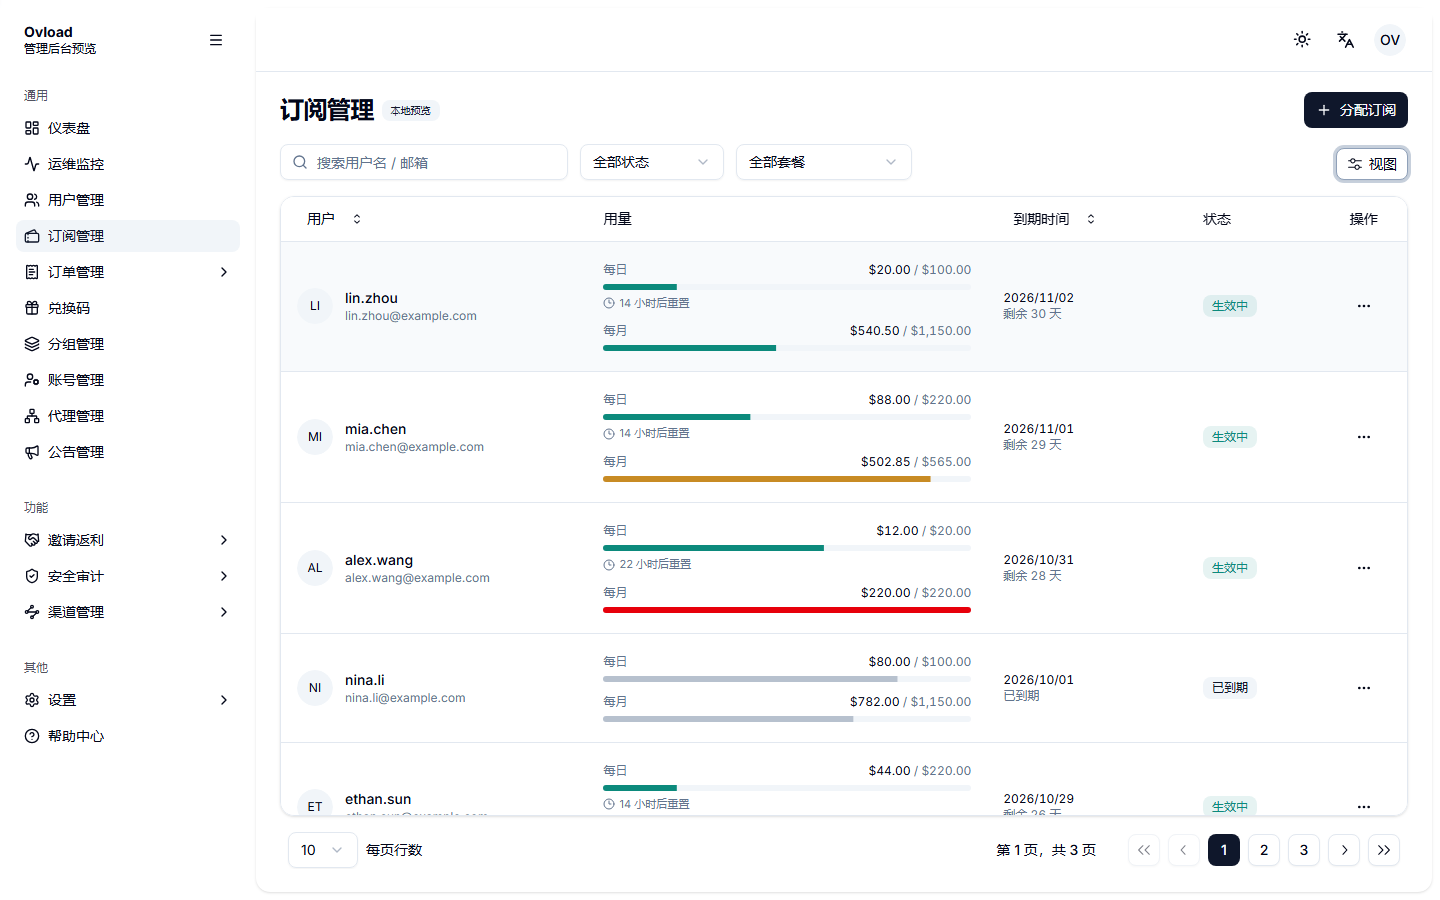 Ovload
管理后台预览
OV
通用
仪表盘
运维监控
用户管理
订阅管理
订单管理
兑换码
分组管理
账号管理
代理管理
公告管理
功能
邀请返利
安全审计
渠道管理
其他
设置
帮助中心
订阅管理 本地预览
分配订阅
搜索用户名 / 邮箱
全部状态
全部套餐
视图
用户 用量 到期时间 状态 操作
LI
lin.zhou
lin.zhou@example.com
每日 $20.00 / $100.00
14 小时后重置
每月 $540.50 / $1,150.00
2026/11/02
剩余 30 天
生效中
MI
mia.chen
mia.chen@example.com
每日 $88.00 / $220.00
14 小时后重置
每月 $502.85 / $565.00
2026/11/01
剩余 29 天
生效中
AL
alex.wang
alex.wang@example.com
每日 $12.00 / $20.00
22 小时后重置
每月 $220.00 / $220.00
2026/10/31
剩余 28 天
生效中
NI
nina.li
nina.li@example.com
每日 $80.00 / $100.00
每月 $782.00 / $1,150.00
2026/10/01
已到期
已到期
ET
ethan.sun
每日 $44.00 / $220.00
14 小时后重置
2026/10/29
剩余 26 天
生效中
10 每页行数
第 1 页，共 3 页
1 2 3